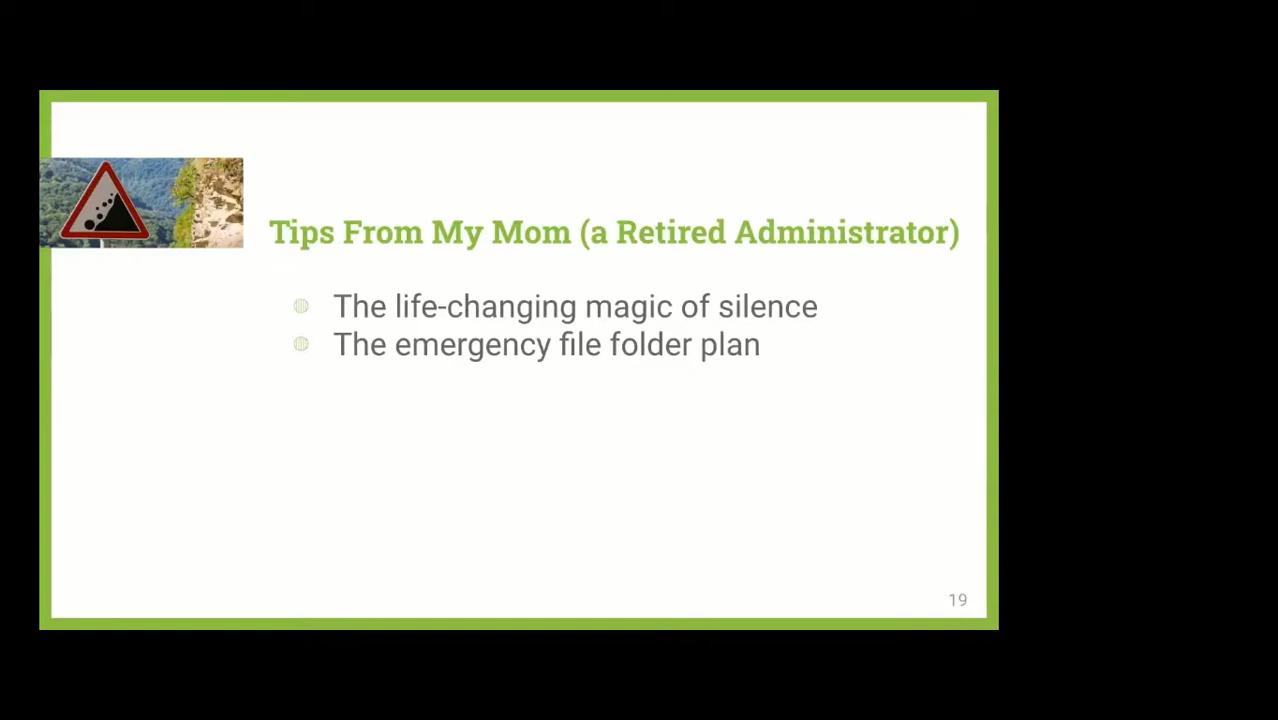 Tips From My Mom (a Retired Administrator)
The life-changing magic of silence
The emergency file folder plan
19